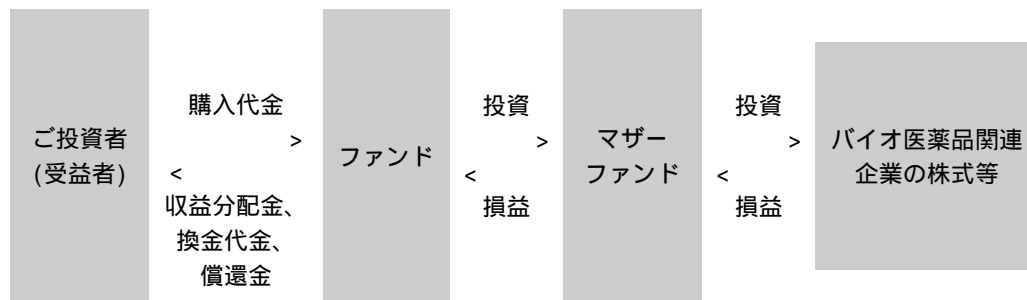 ご投資者
(受益者)
購入代金
>
<
収益分配金、
換金代金、
償還金
ファンド
投資
>
<
損益
マザー
ファンド
投資
>
<
損益
バイオ医薬品関連
企業の株式等